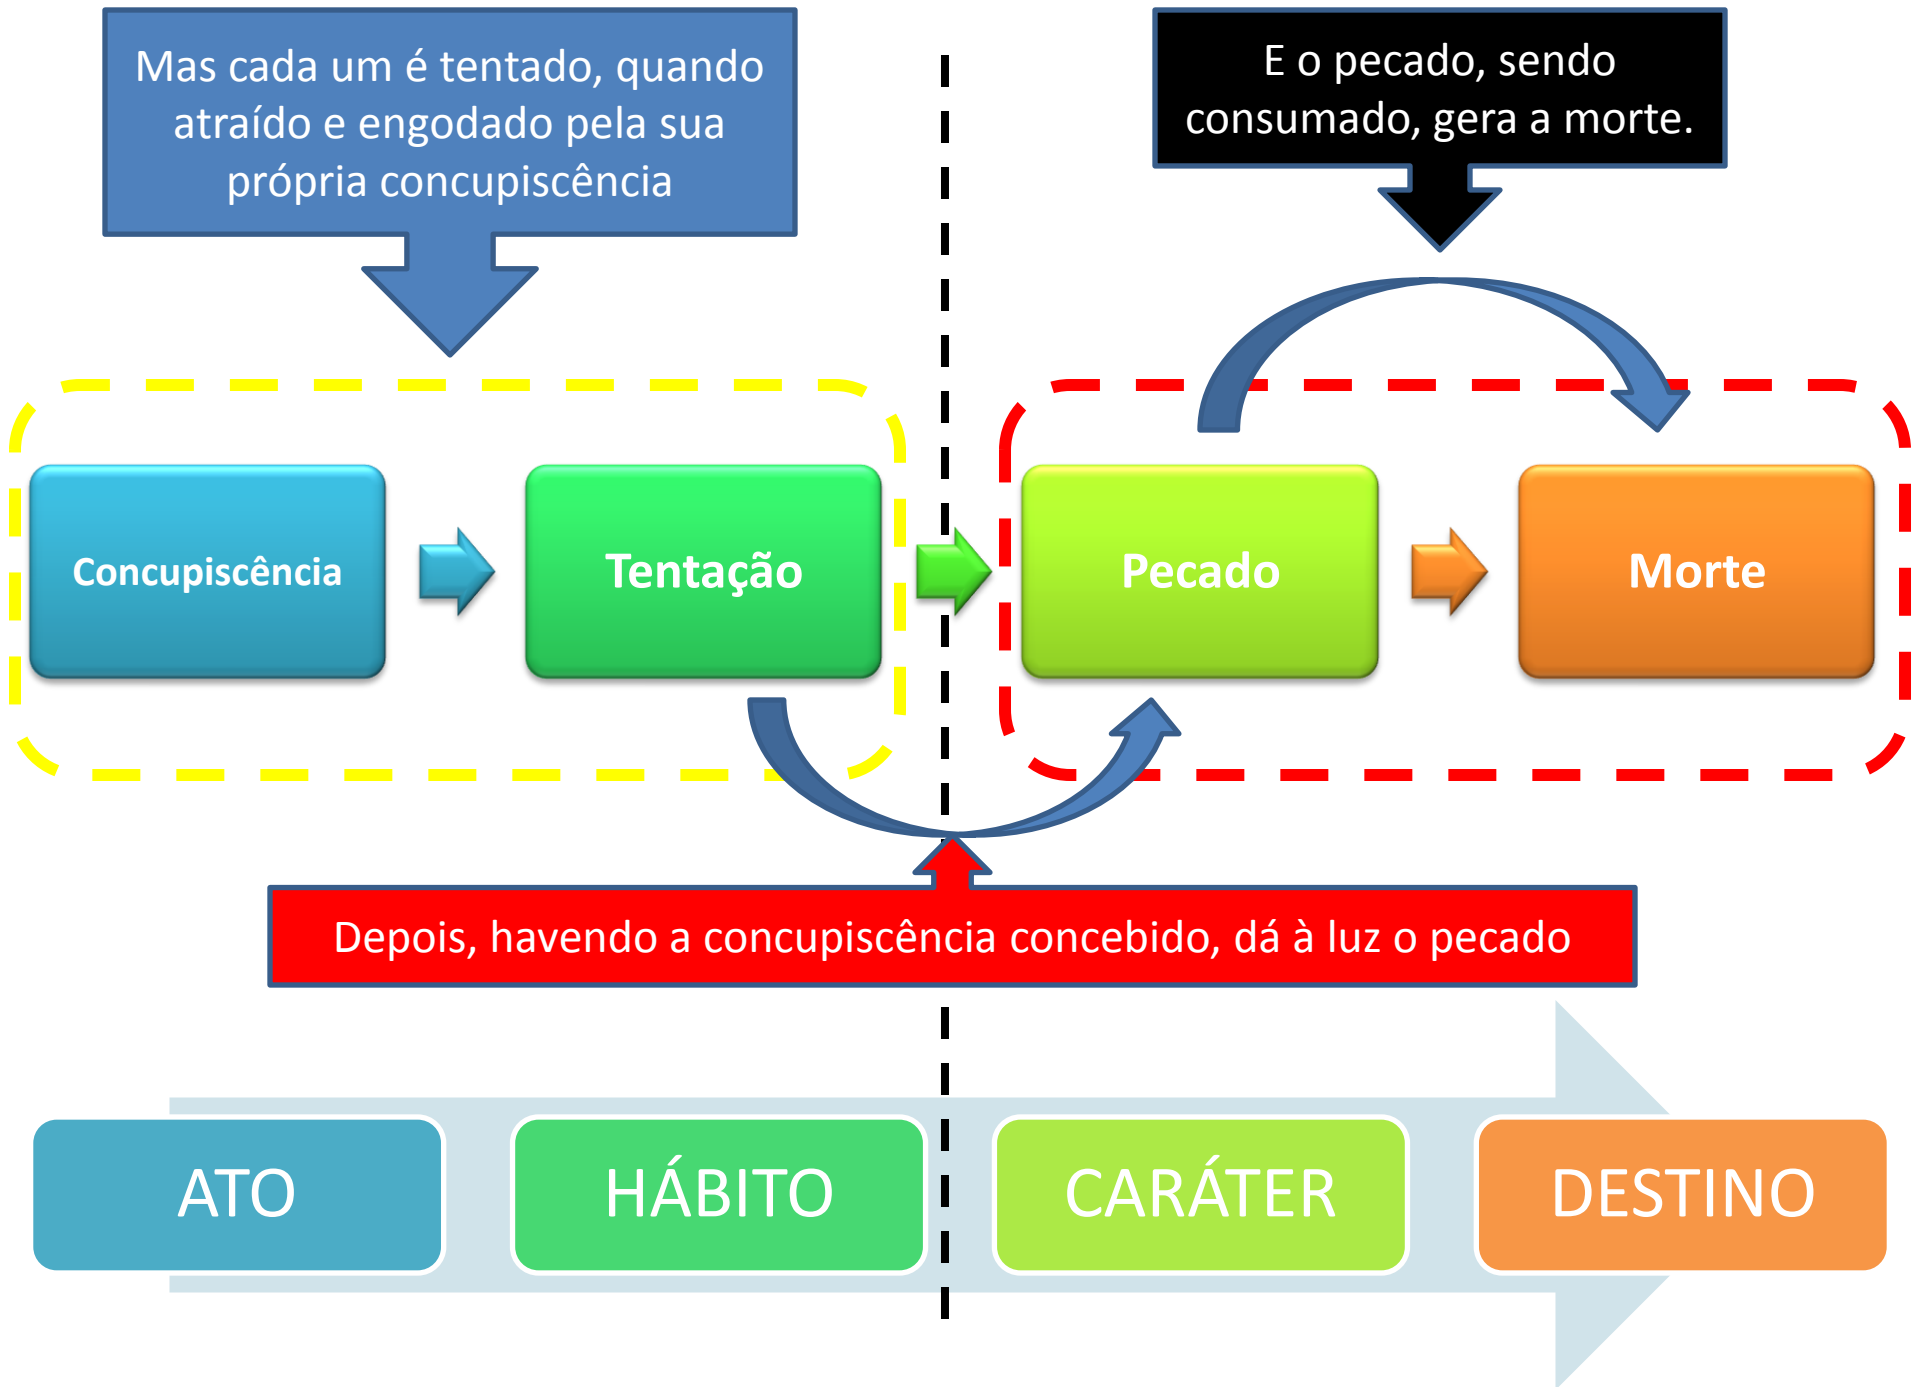 Mas cada um é tentado, quando
atraído e engodado pela sua
própria concupiscência
E o pecado, sendo
consumado, gera a morte.
Concupiscência
Tentação
Pecado
Morte
Depois, havendo a concupiscência concebido, dá à luz o pecado
ATO
HÁBITO
CARÁTER
DESTINO